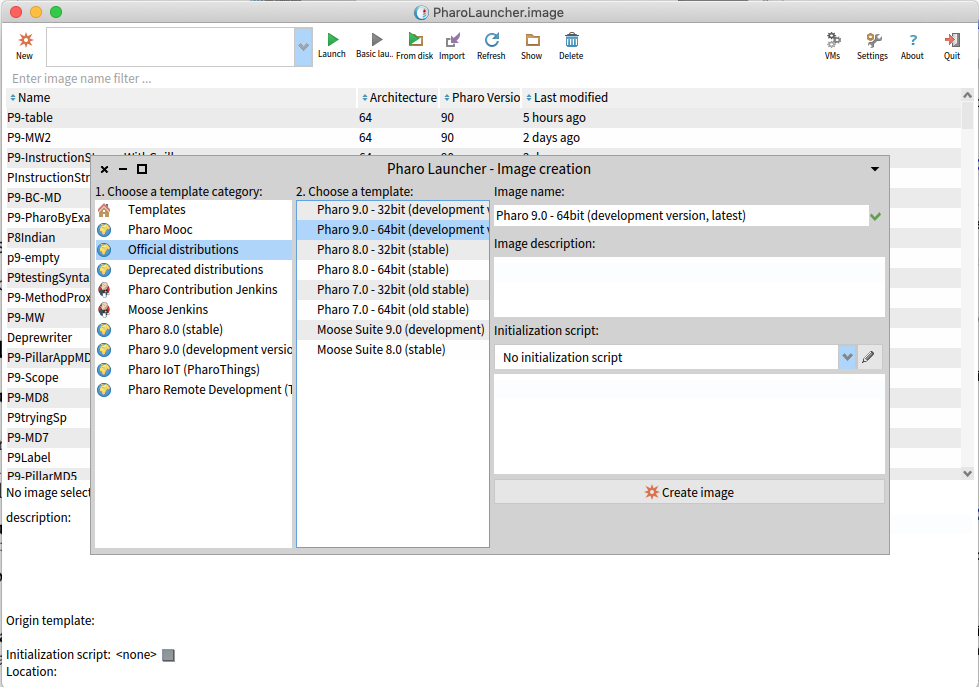 PharoLauncher.image
New
Launch
Basic lau..
From disk
Import
Refresh
Show
Delete
VMs
Settings
About
Quit
Enter image name filter ...
Name Architecture Pharo Versio Last modified
P9-table 64 90 5 hours ago
P9-MW2 64 90 2 days ago
P9-InstructionS
PInstructionStr
P9-BC-MD
P9-PharoByExa
P8Indian
p9-empty
P9testingSynta
P9-MethodProx
P9-MW
Deprewriter
P9-PillarAppMD
P9-Scope
P9-MD8
P9tryingSp
P9-MD7
P9Label
P9-PillarMD5
No image select
description:
Origin template:
Initialization script: <none>
Location:
Pharo Launcher - Image creation
1. Choose a template category:
Templates
Pharo Mooc
Official distributions
Deprecated distributions
Pharo Contribution Jenkins
Moose Jenkins
Pharo 8.0 (stable)
Pharo 9.0 (development versio
Pharo IoT (PharoThings)
Pharo Remote Development (T
2. Choose a template:
Pharo 9.0 - 32bit (development v
Pharo 9.0 - 64bit (development v
Pharo 8.0 - 32bit (stable)
Pharo 8.0 - 64bit (stable)
Pharo 7.0 - 32bit (old stable)
Pharo 7.0 - 64bit (old stable)
Moose Suite 9.0 (development)
Moose Suite 8.0 (stable)
Image name:
Pharo 9.0 - 64bit (development version, latest)
Image description:
Initialization script:
No initialization script
Create image